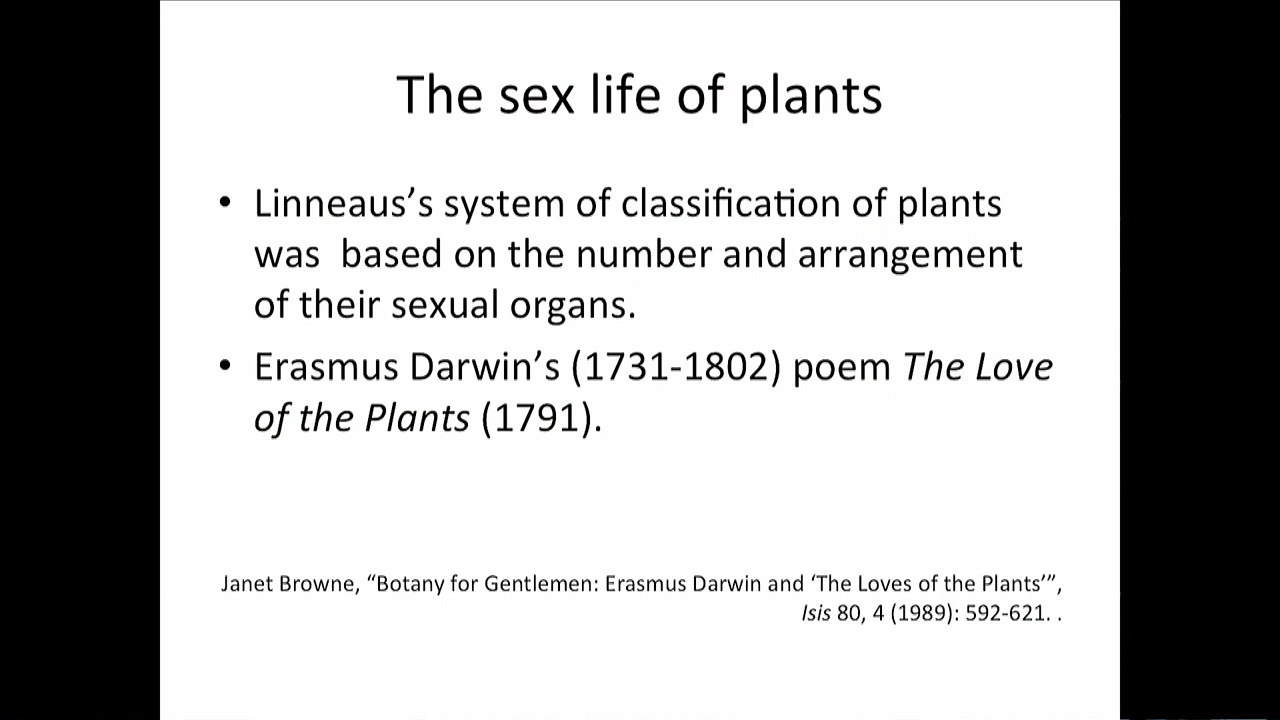 The sex life of plants
• Linneaus’s system of classification of plants
was  based on the number and arrangement
of their sexual organs.
• Erasmus Darwin’s (1731-1802) poem The Love
of the Plants (1791).
Janet Browne, “Botany for Gentlemen: Erasmus Darwin and ‘The Loves of the Plants’”,
Isis 80, 4 (1989): 592-621. .